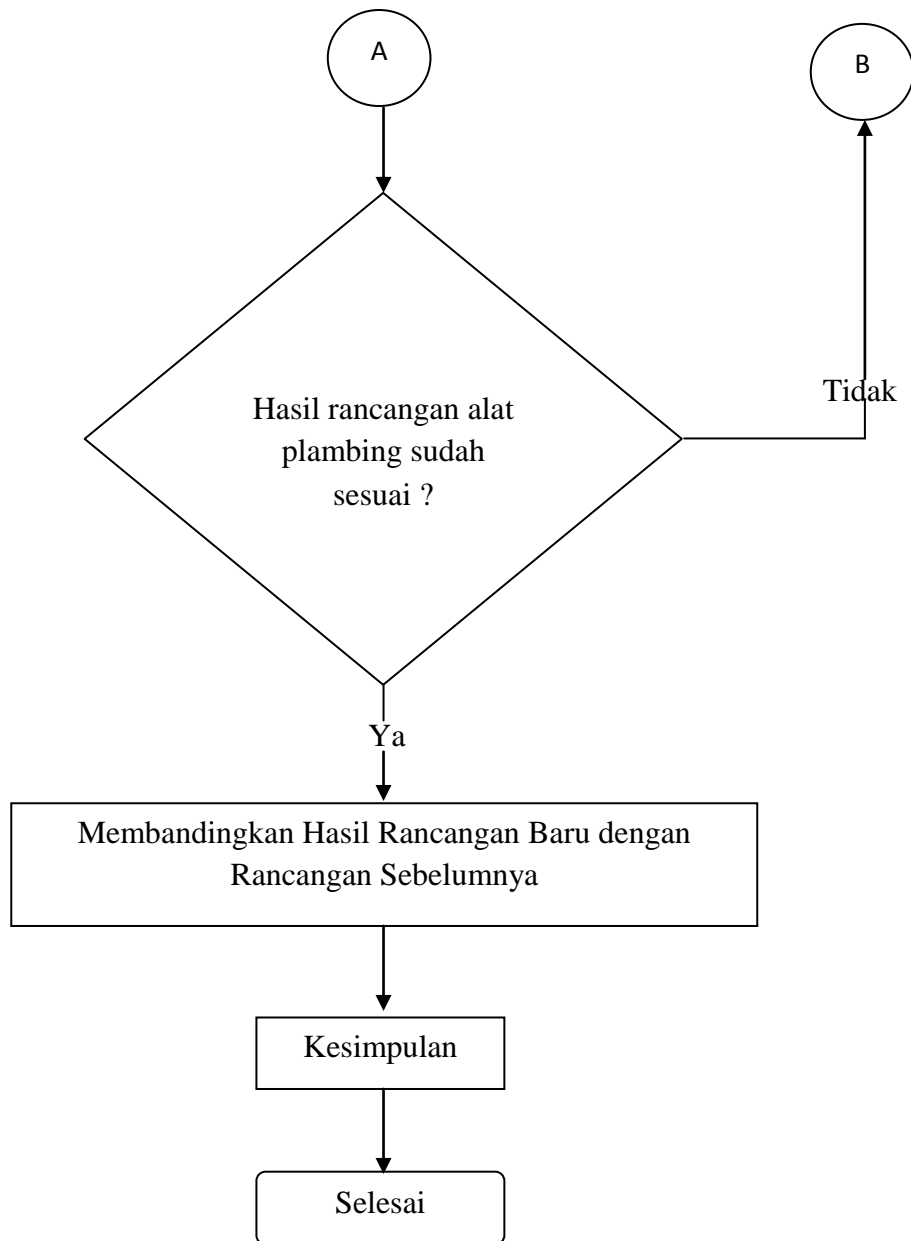 A
B
Tidak
Hasil rancangan alat
plambing sudah
sesuai ?
Ya
Membandingkan Hasil Rancangan Baru dengan
Rancangan Sebelumnya
Kesimpulan
Selesai